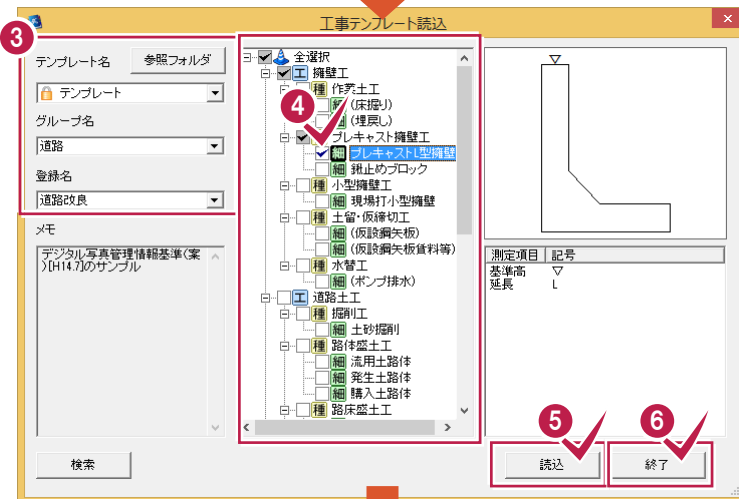 工事テンプレート読込
3
テンプレート名
参照フォルダ
テンプレート
グループ名
道路
登録名
道路改良
メモ
デジタル写真管理情報基準(案
)[H14.7]のサンプル
検索
全選択
工 擁壁工
種 作業土工
4
細 (床掘り)
細 (埋戻し)
プレキャスト擁壁工
細 プレキャストL型擁壁
細 鍬止めブロック
種 小型擁壁工
細 現場打小型擁壁
種 土留・仮締切工
細 (仮設鋼矢板)
細 (仮設鋼矢板賃料等)
種 水替工
細 (ポンプ排水)
工 道路土工
種 掘削工
細 土砂掘削
種 路体盛土工
細 流用土路体
細 発生土路体
細 購入土路体
種 路床盛土工
測定項目 記号
基準高 ▽
延長 L
5
読込
6
終了